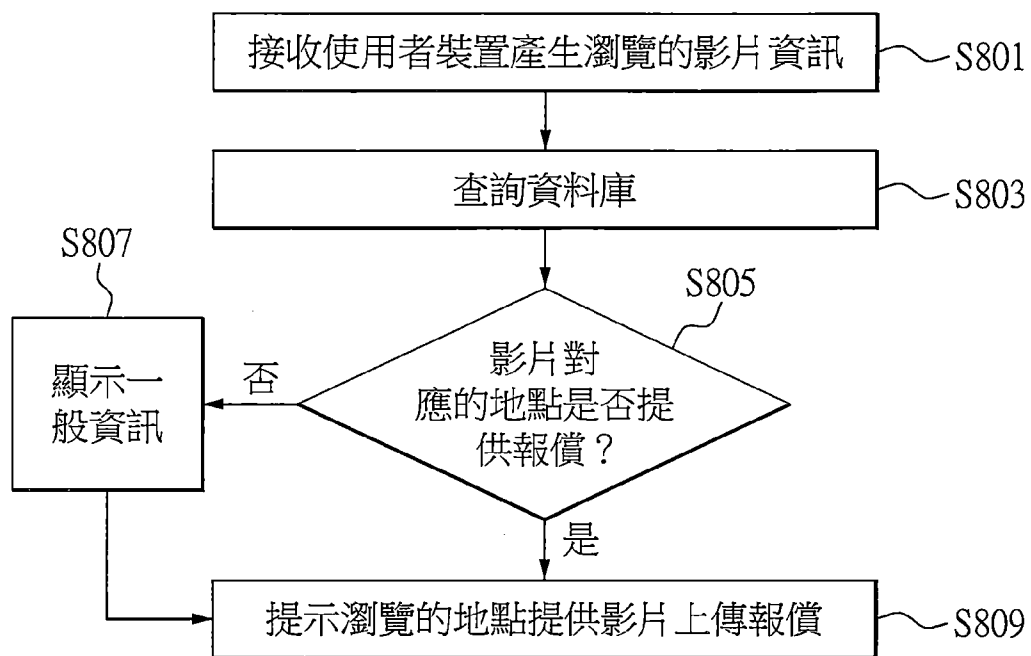 接收使用者裝置產生瀏覽的影片資訊
S801
查詢資料庫
S803
S807
S805
顯示一
般資訊
否
影片對
應的地點是否提
供報償？
是
提示瀏覽的地點提供影片上傳報償
S809